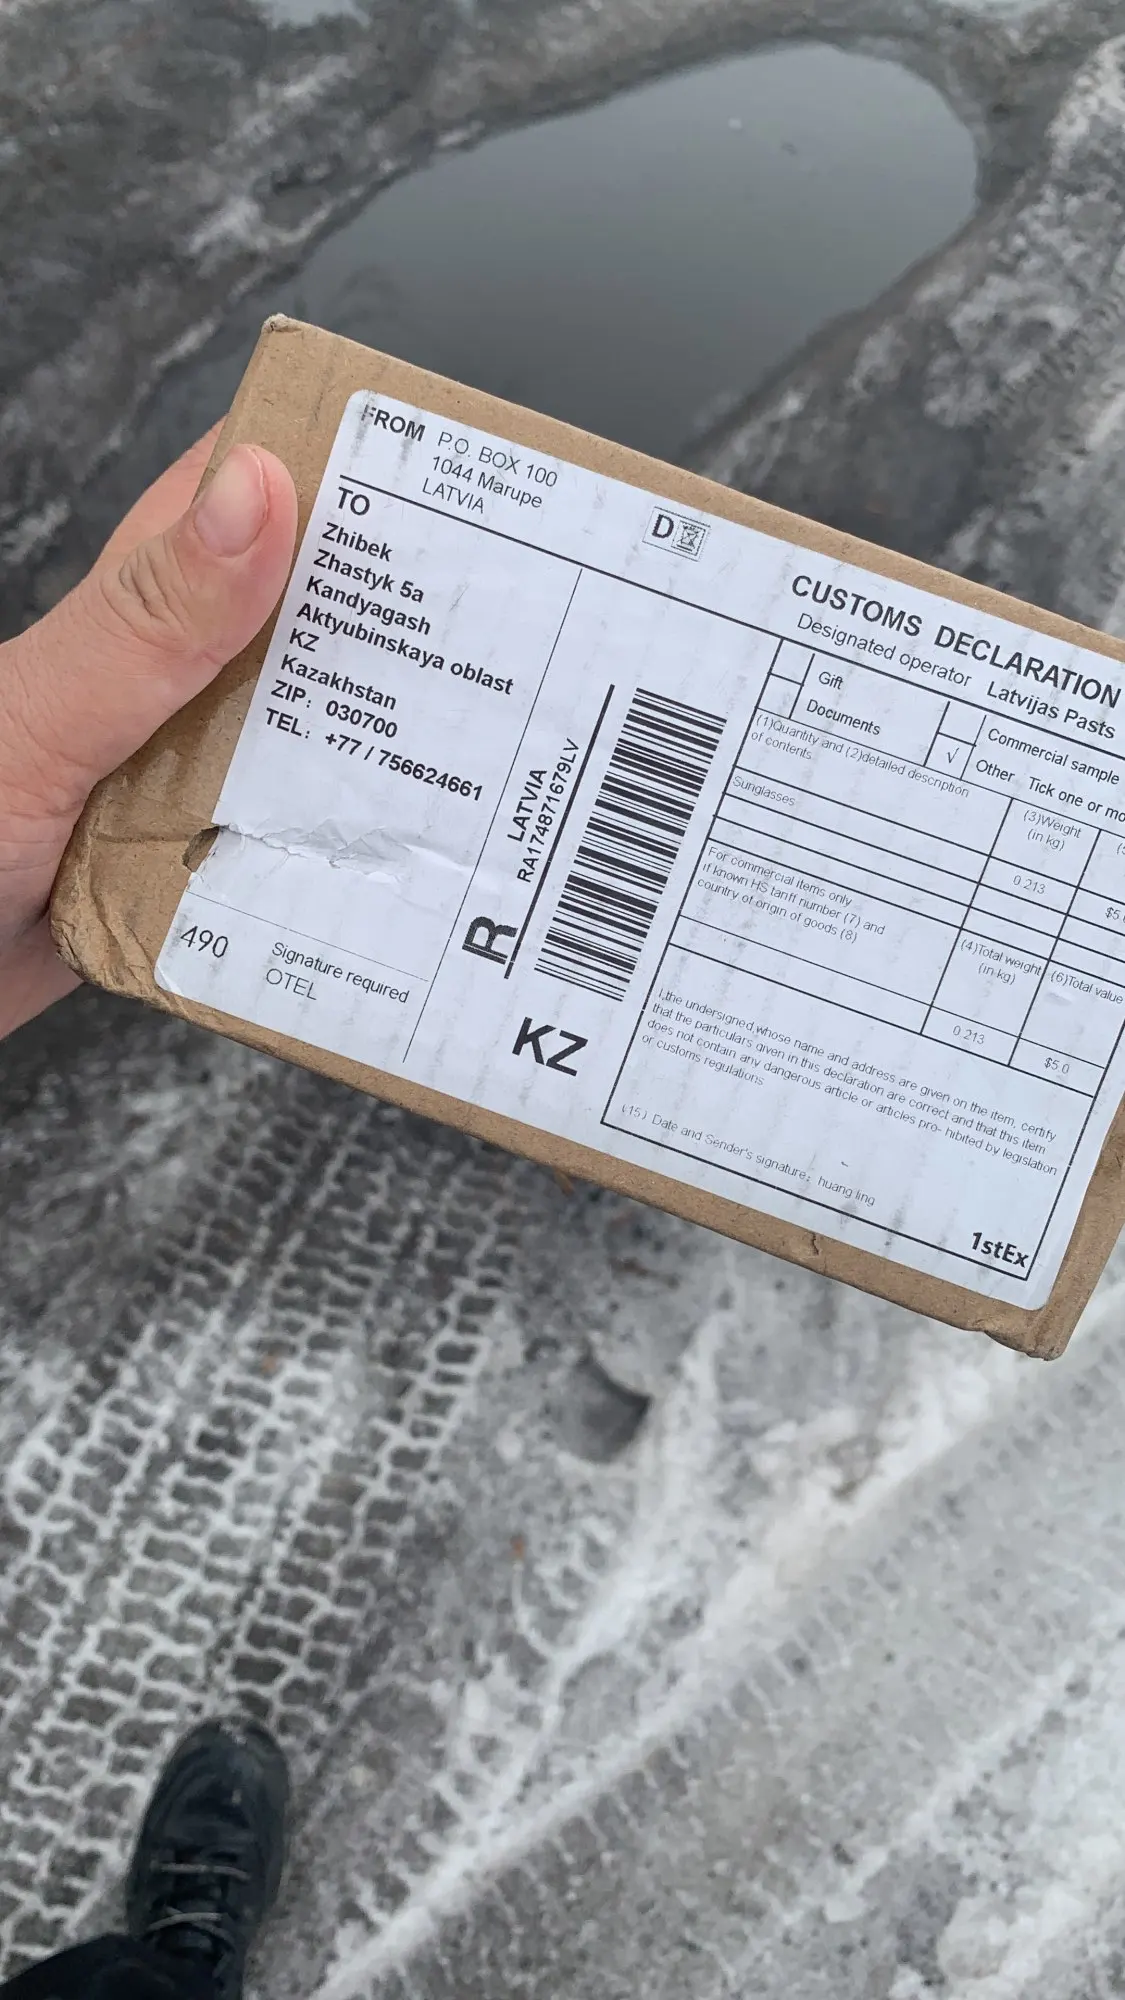 FROM P.O. BOX 100
1044 Marupe
LATVIA
TO
Zhibek
Zhastyk 5a
Kandyagash
Aktyubinskaya oblast
KZ
Kazakhstan
ZIP: 030700
TEL: +77 / 756624661
490
Signature required
OTEL
D
LATVIA
RA174871679LV
R
KZ
CUSTOMS DECLARATION
Designated operator Latvijas Pasts
Gift
Documents
Commercial sample
√
Other Tick one or mo
(1)Quantity and (2)detailed description
of contents
(3)Weight
(in kg)
Sunglasses
0.213
For commercial items only
if known HS tariff number (7) and
country of origin of goods (8)
(4)Total weight
(in kg)
(6)Total value
0.213
$5.0
I,the undersigned,whose name and address are given on the item, certify
that the particulars given in this declaration are correct and that this item
does not contain any dangerous article or articles pro- hibited by legislation
or customs regulations
(15) Date and Sender's signature: huang ling
1stEx